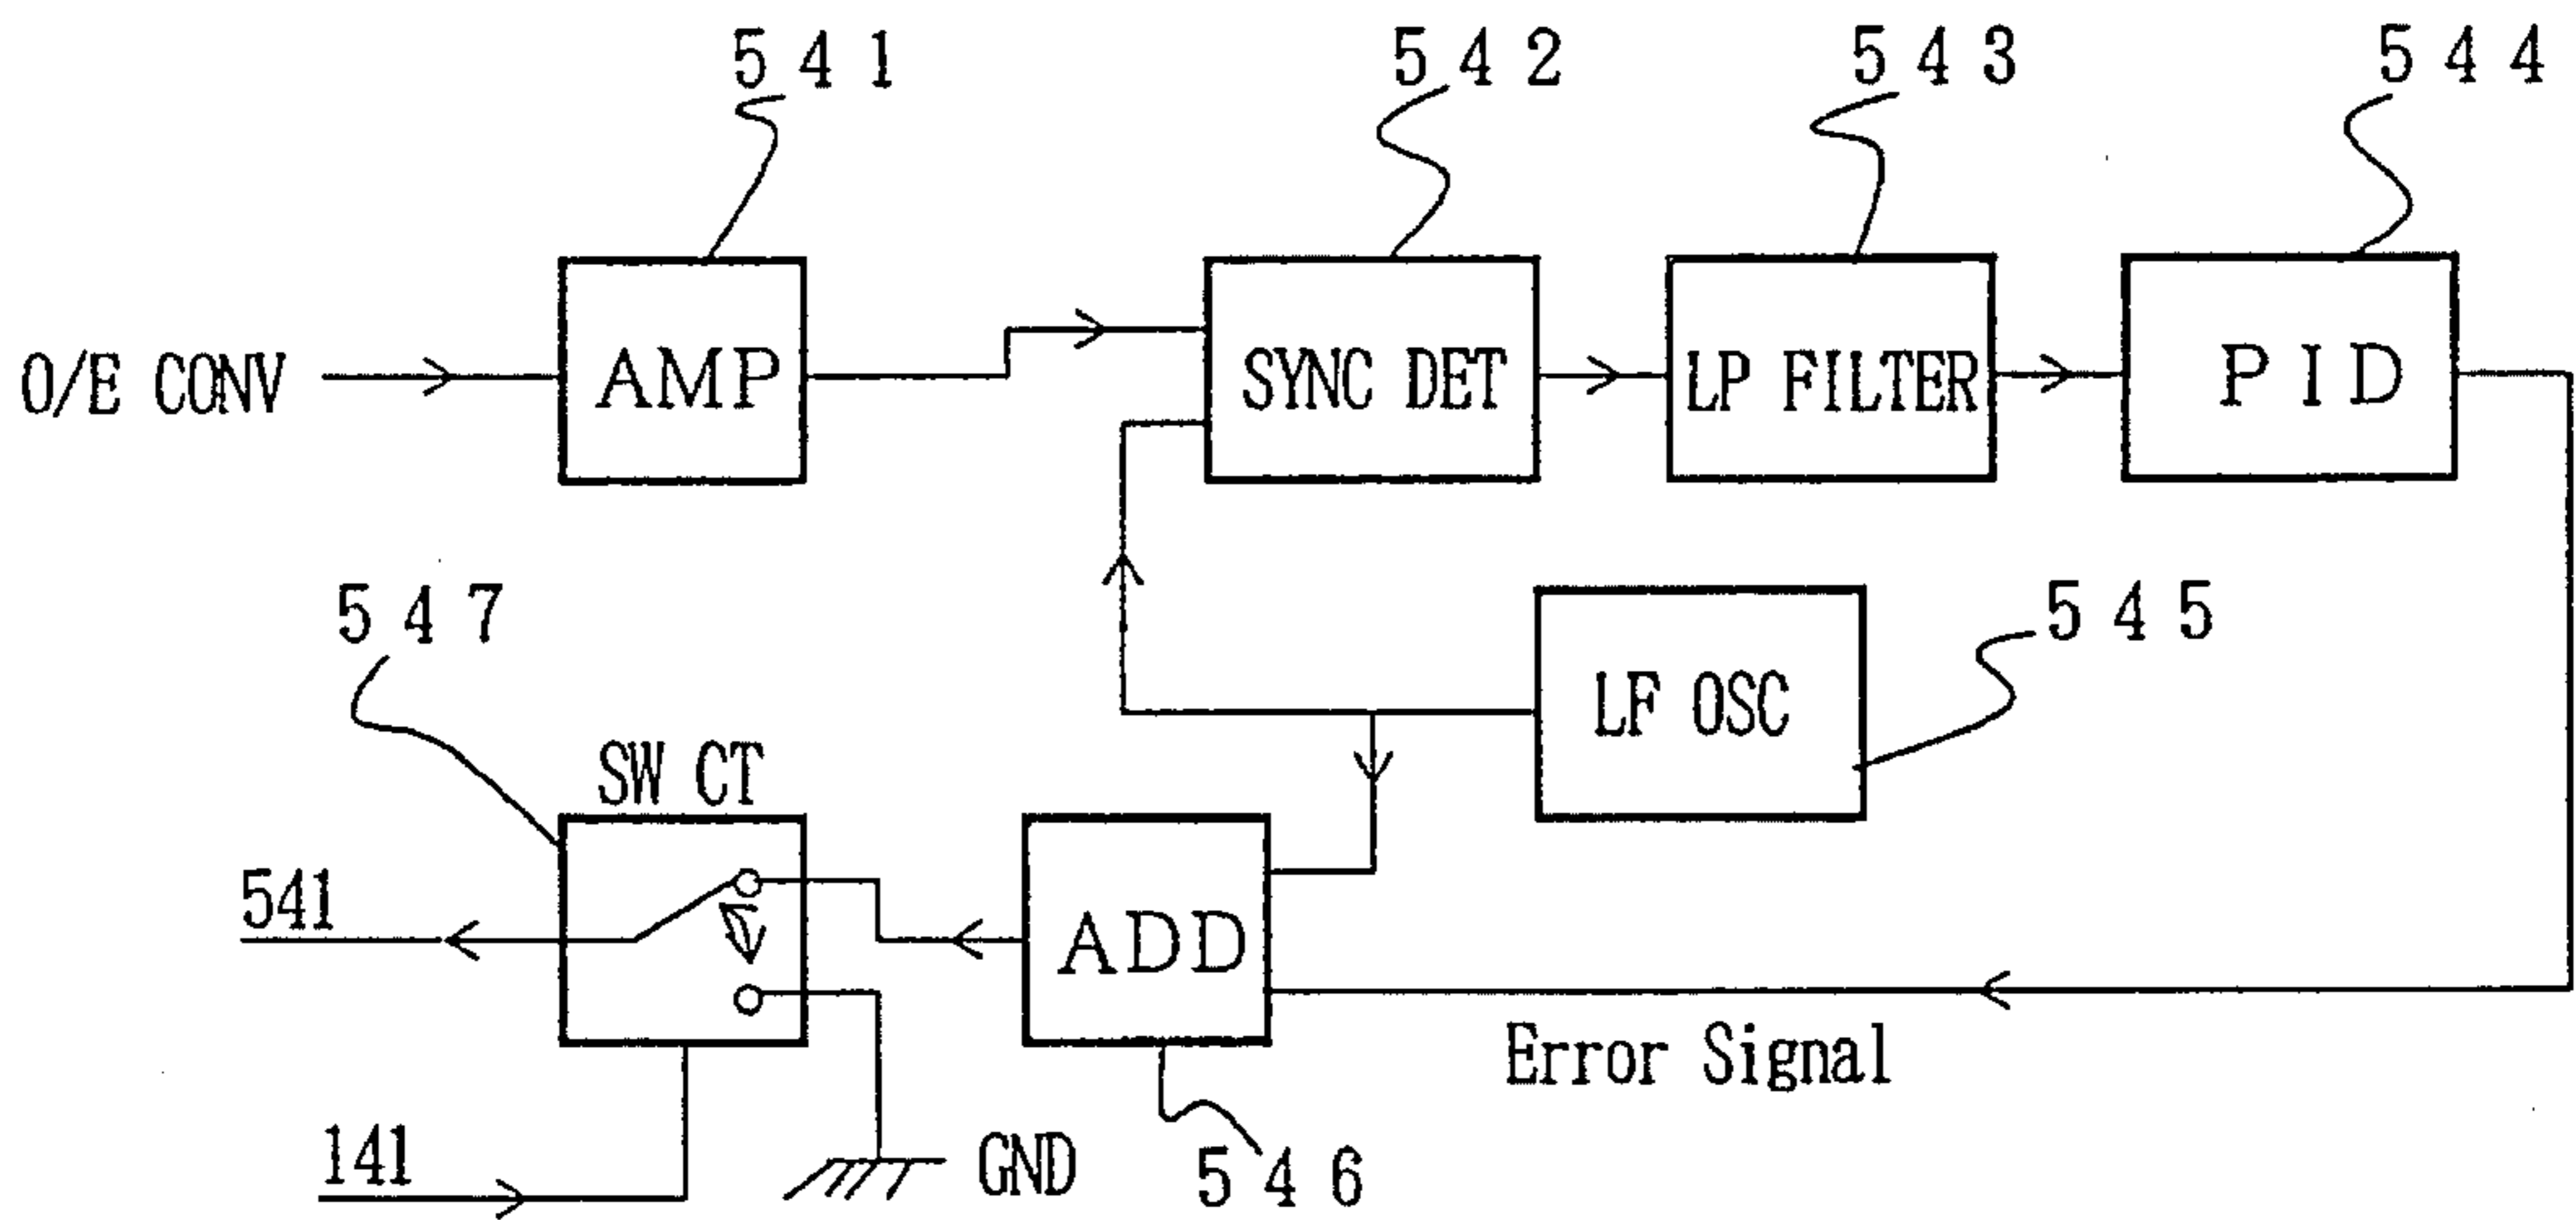 5 4 1
5 4 2
5 4 3
5 4 4
O/E CONV
AMP
SYNC DET
LP FILTER
PID
5 4 7
5 4 5
LF OSC
SW CT
541
ADD
Error Signal
141
GND
5 4 6